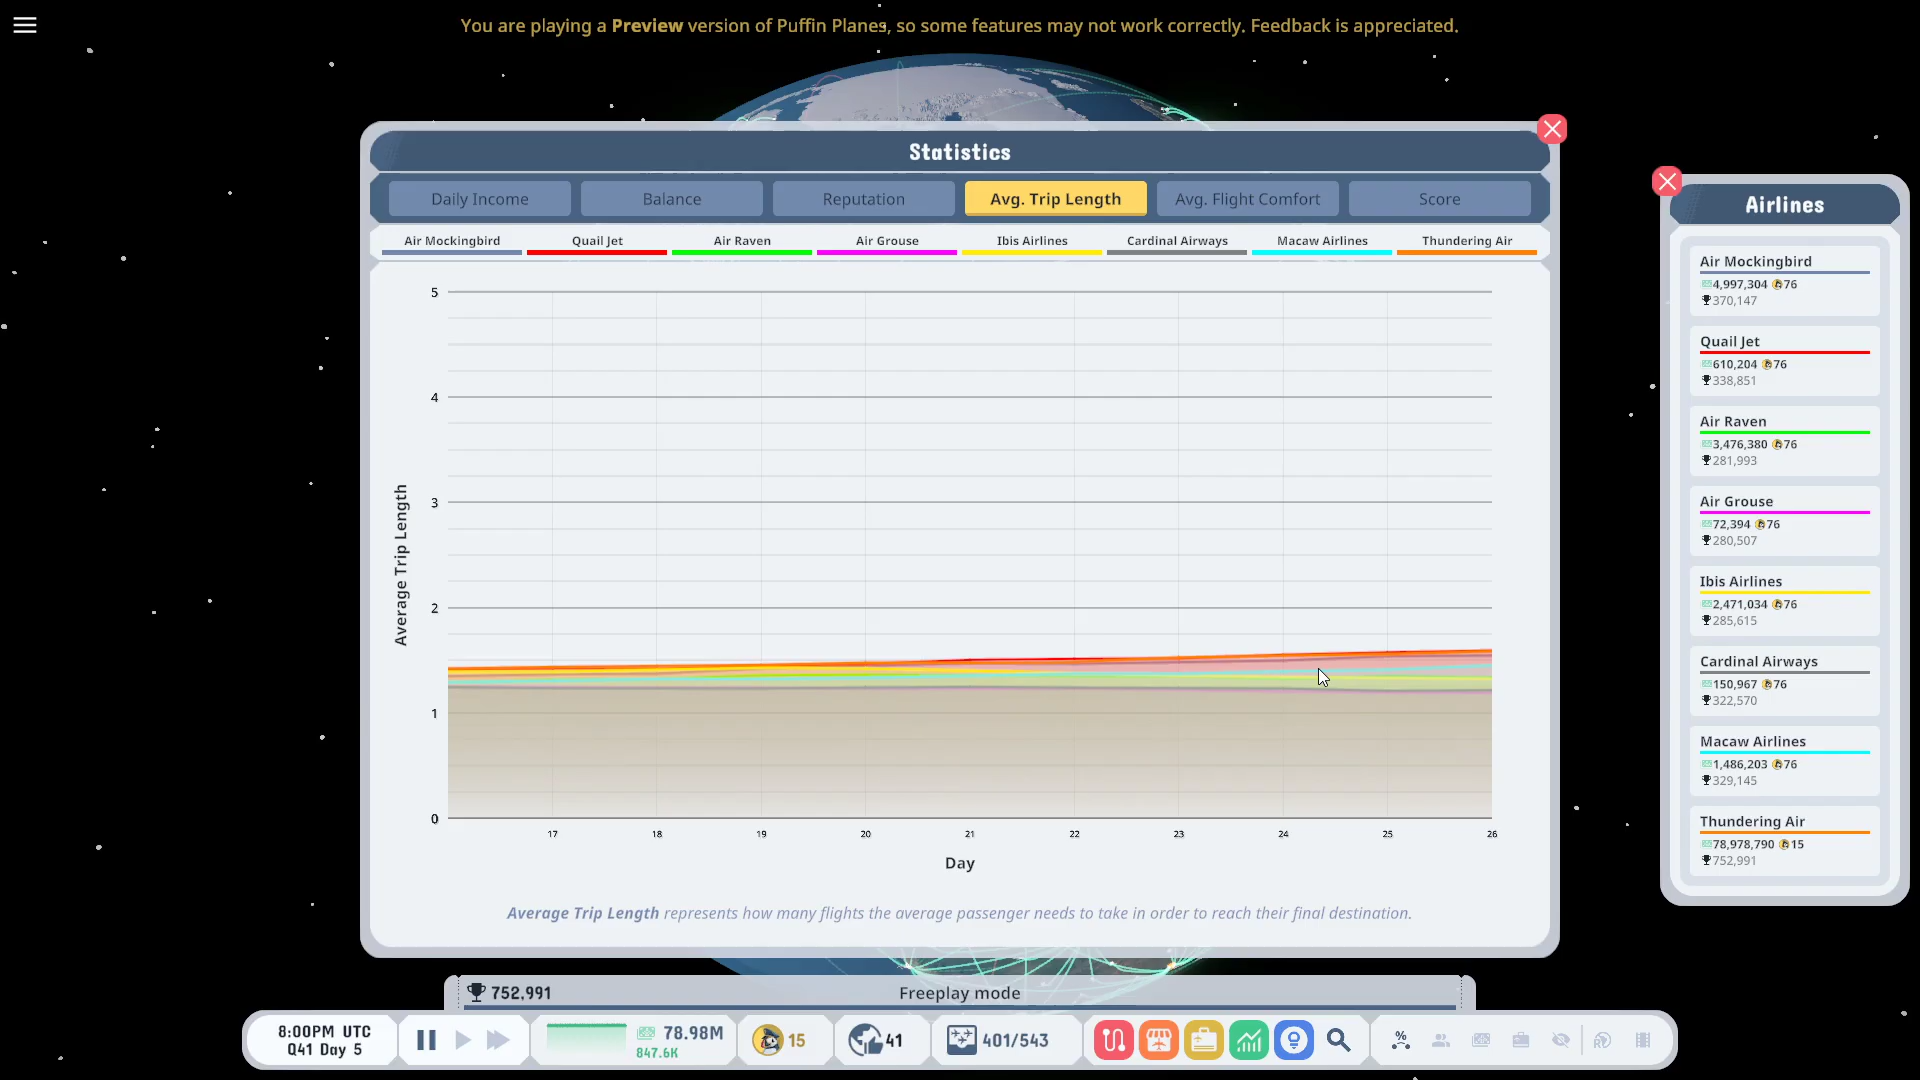 You are playing a Preview version of Puffin Planes, so some features may not work correctly. Feedback is appreciated.
Statistics
Daily Income
Balance
Reputation
Avg. Trip Length
Avg. Flight Comfort
Score
Air Mockingbird
Quail Jet
Air Raven
Air Grouse
Ibis Airlines
Cardinal Airways
Macaw Airlines
Thundering Air
5
4
3
2
1
0
Average Trip Length
17
18
19
20
21
22
23
24
25
26
Day
Average Trip Length represents how many flights the average passenger needs to take in order to reach their final destination.
Airlines
Air Mockingbird
4,997,304 76
370,147
Quail Jet
610,204 76
338,851
Air Raven
3,476,380 76
281,993
Air Grouse
72,394 76
280,507
Ibis Airlines
2,471,034 76
285,615
Cardinal Airways
150,967 76
322,570
Macaw Airlines
1,486,203 76
329,145
Thundering Air
78,978,790 15
752,991
752,991
Freeplay mode
8:00PM UTC
Q41 Day 5
78.98M
847.6K
15
41
401/543
%